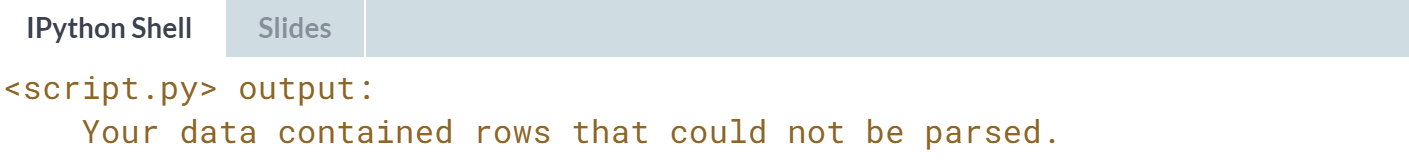 IPython Shell Slides
<script.py> output:
Your data contained rows that could not be parsed.